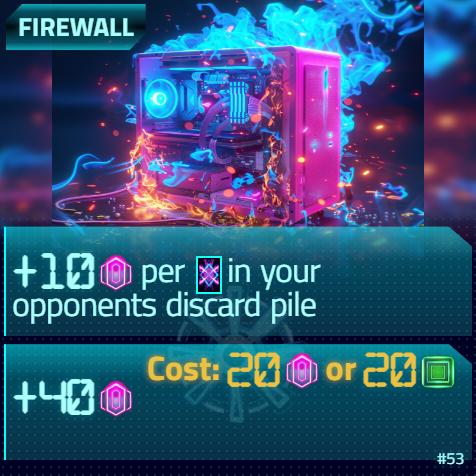 FIREWALL
+10 per in your
opponents discard pile
Cost: 20 or 20
+40
#53